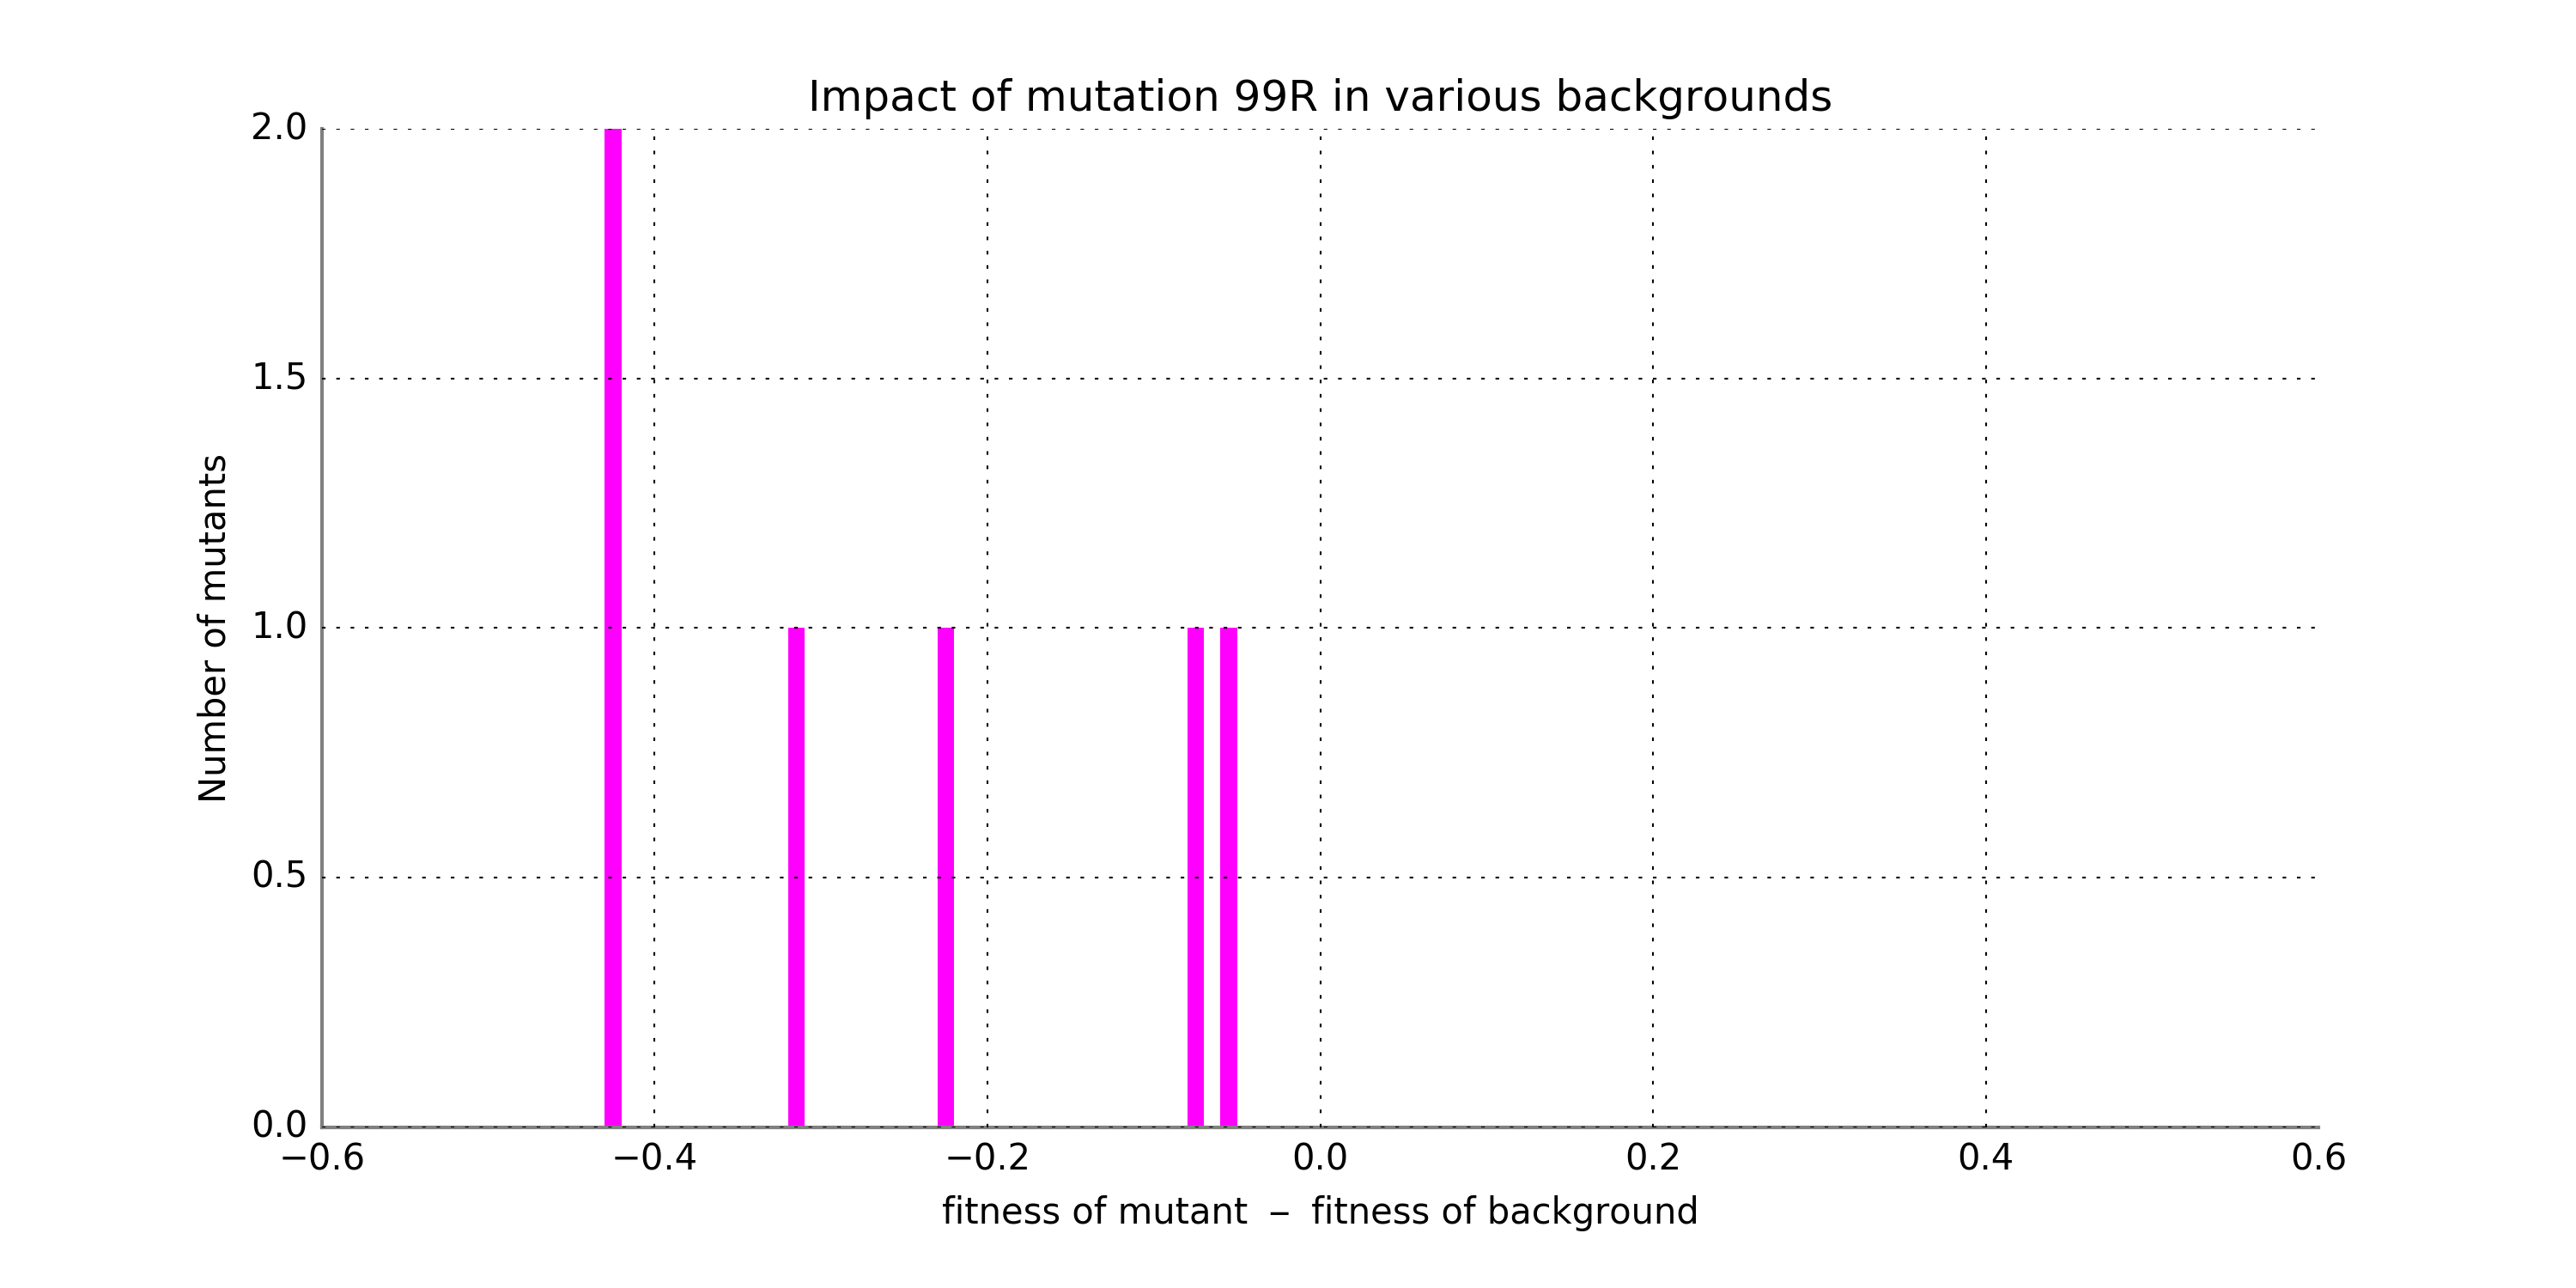 Impact of mutation 99R in various backgrounds
2.0
1.5
1.0
0.5
0.0
Number of mutants
−0.6 −0.4 −0.2 0.0 0.2 0.4 0.6
fitness of mutant − fitness of background